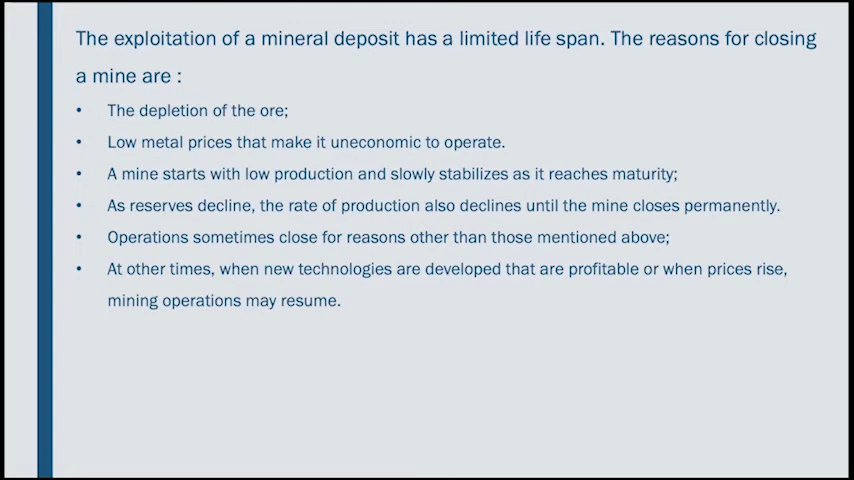 The exploitation of a mineral deposit has a limited life span. The reasons for closing
a mine are :
• The depletion of the ore;
• Low metal prices that make it uneconomic to operate.
• A mine starts with low production and slowly stabilizes as it reaches maturity;
• As reserves decline, the rate of production also declines until the mine closes permanently.
• Operations sometimes close for reasons other than those mentioned above;
• At other times, when new technologies are developed that are profitable or when prices rise,
mining operations may resume.